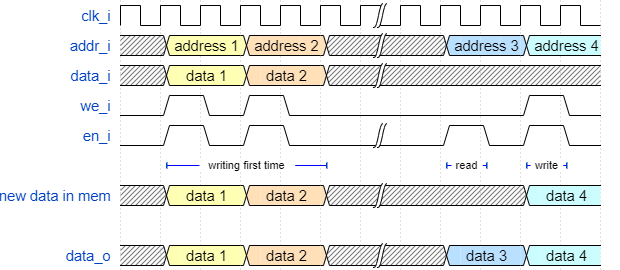 clk_i
addr_i address 1 address 2 address 3 address 4
data_i data 1 data 2
we_i
en_i
writing first time read write
new data in mem data 1 data 2 data 4
data_o data 1 data 2 data 3 data 4